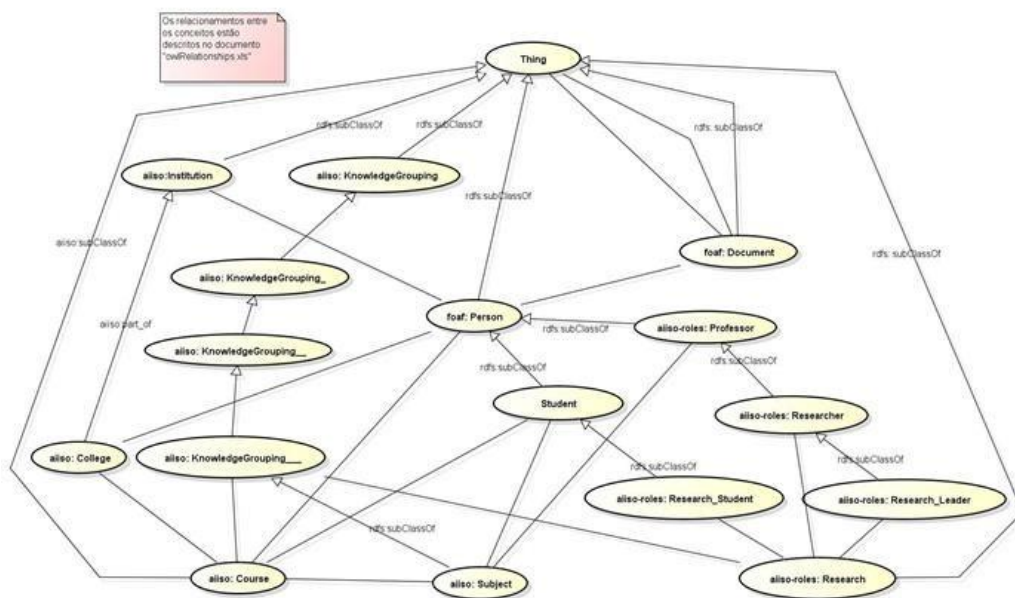 Os relacionamentos entre
os conceitos estão
descritos no documento
"owlRelationships.xls"
Thing
rdfs:subClassOf
rdfs:subClassOf
rdfs: subClassOf
aiiso:Institution
aiiso: KnowledgeGrouping
rdfs:subClassOf
aiiso:subClassOf
foaf: Document
rdfs: subClassOf
aiiso: KnowledgeGrouping_
aiiso:part_of
foaf: Person
rdfs:subClassOf
aiiso-roles: Professor
aiiso: KnowledgeGrouping__
rdfs:subClassOf
rdfs:subClassOf
Student
aiiso-roles: Researcher
aiiso: College
aiiso: KnowledgeGrouping___
rdfs:subClassOf
rdfs:subClassOf
aiiso-roles: Research_Student
aiiso-roles: Research_Leader
rdfs:subClassOf
aiiso: Course
aiiso: Subject
aiiso-roles: Research